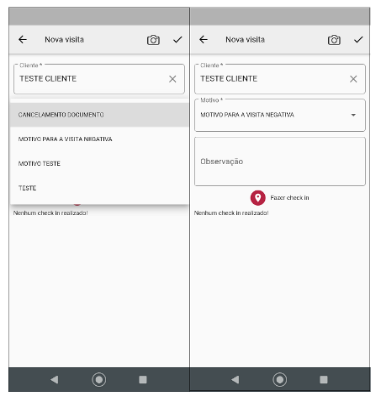 Nova visita
Cliente *
TESTE CLIENTE
CANCELAMENTO DOCUMENTO
MOTIVO PARA A VISITA NEGATIVA
MOTIVO TESTE
TESTE
Nenhum check in realizado!
Nova visita
Cliente *
TESTE CLIENTE
Motivo *
MOTIVO PARA A VISITA NEGATIVA
Observação
Fazer check in
Nenhum check in realizado!